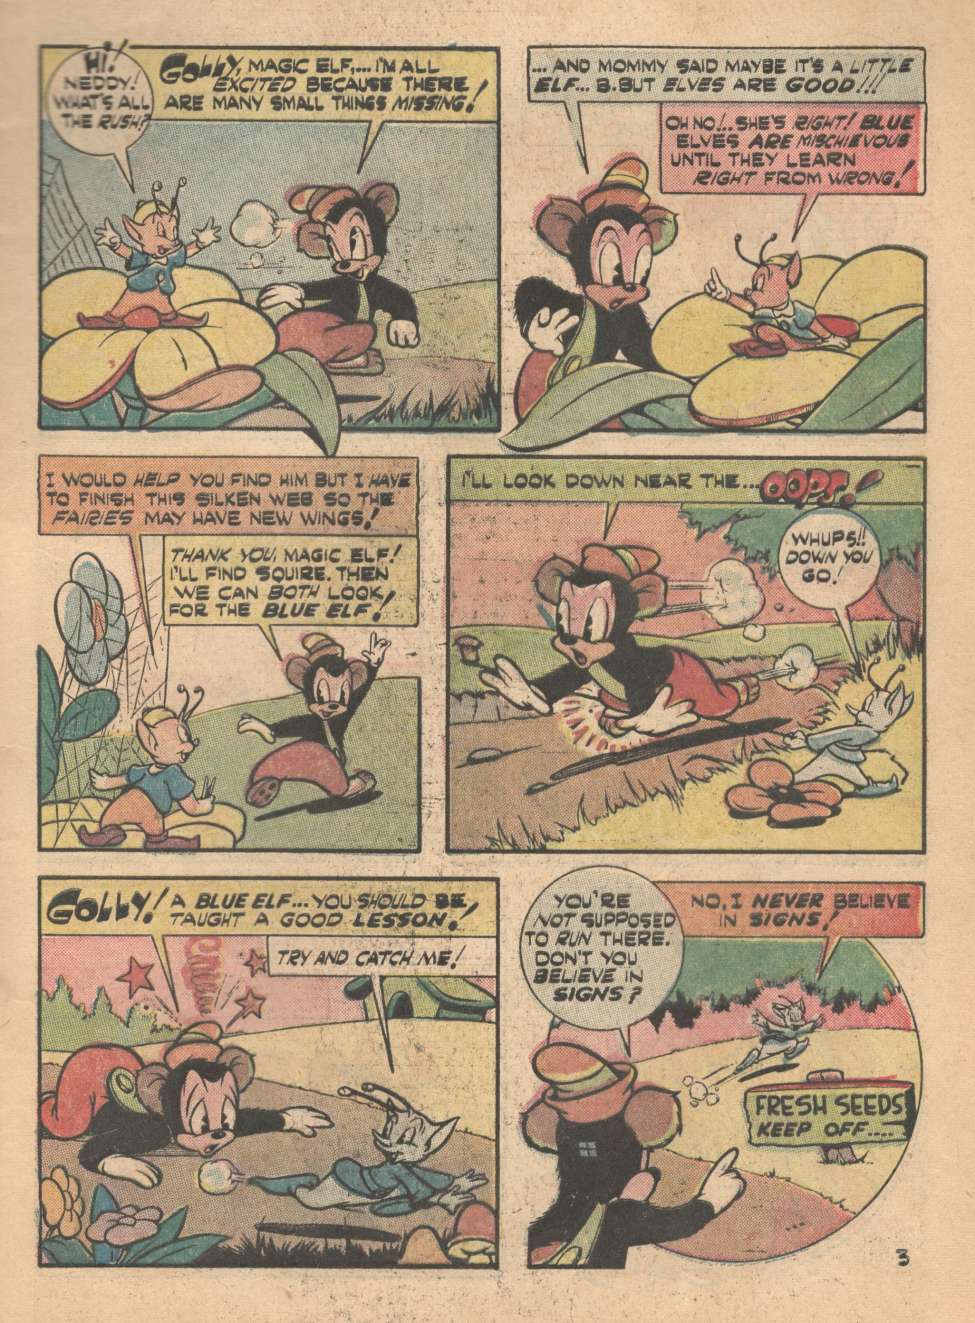 HI!
NEDDY!
WHAT'S ALL
THE RUSH?
GOLLY, MAGIC ELF,... I'M ALL
EXCITED BECAUSE THERE
ARE MANY SMALL THINGS MISSING!
... AND MOMMY SAID MAYBE IT'S A LITTLE
ELF... B.BUT ELVES ARE GOOD!!!
OH NO!.. SHE'S RIGHT! BLUE
ELVES ARE MISCHIEVOUS
UNTIL THEY LEARN
RIGHT FROM WRONG!
I WOULD HELP YOU FIND HIM BUT I HAVE
TO FINISH THIS SILKEN WEB SO THE
FAIRIES MAY HAVE NEW WINGS!
THANK YOU, MAGIC ELF!
I'LL FIND SQUIRE. THEN
WE CAN BOTH LOOK
FOR THE BLUE ELF!
I'LL LOOK DOWN NEAR THE... OOPS!
WHUPS!!
DOWN YOU
GO!
GOLLY! A BLUE ELF... YOU SHOULD BE
TAUGHT A GOOD LESSON!
TRY AND CATCH ME!
YOU'RE
NOT SUPPOSED
TO RUN THERE.
DON'T YOU
BELIEVE IN
SIGNS?
NO, I NEVER BELIEVE
IN SIGNS!
FRESH SEEDS
KEEP OFF....
3